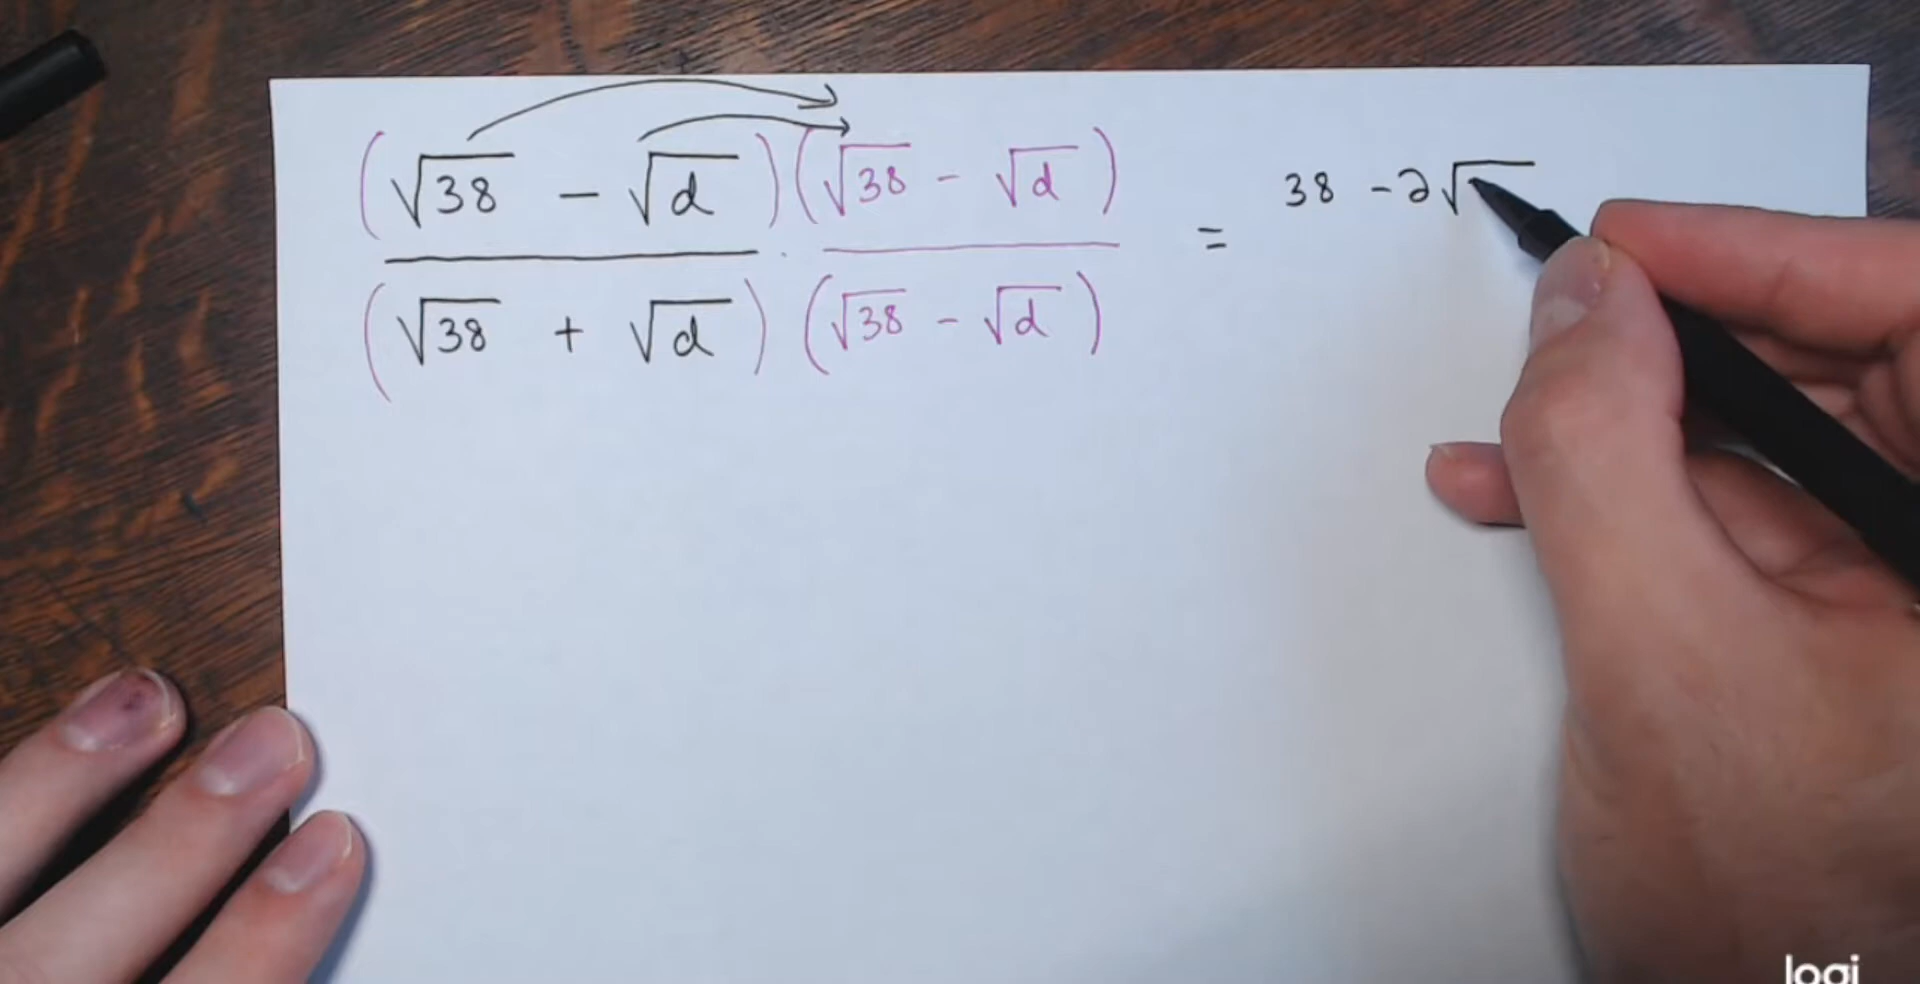 (√38 - √d)(√38 - √d)
= 38 - 2√
(√38 + √d) (√38 - √d)
logi